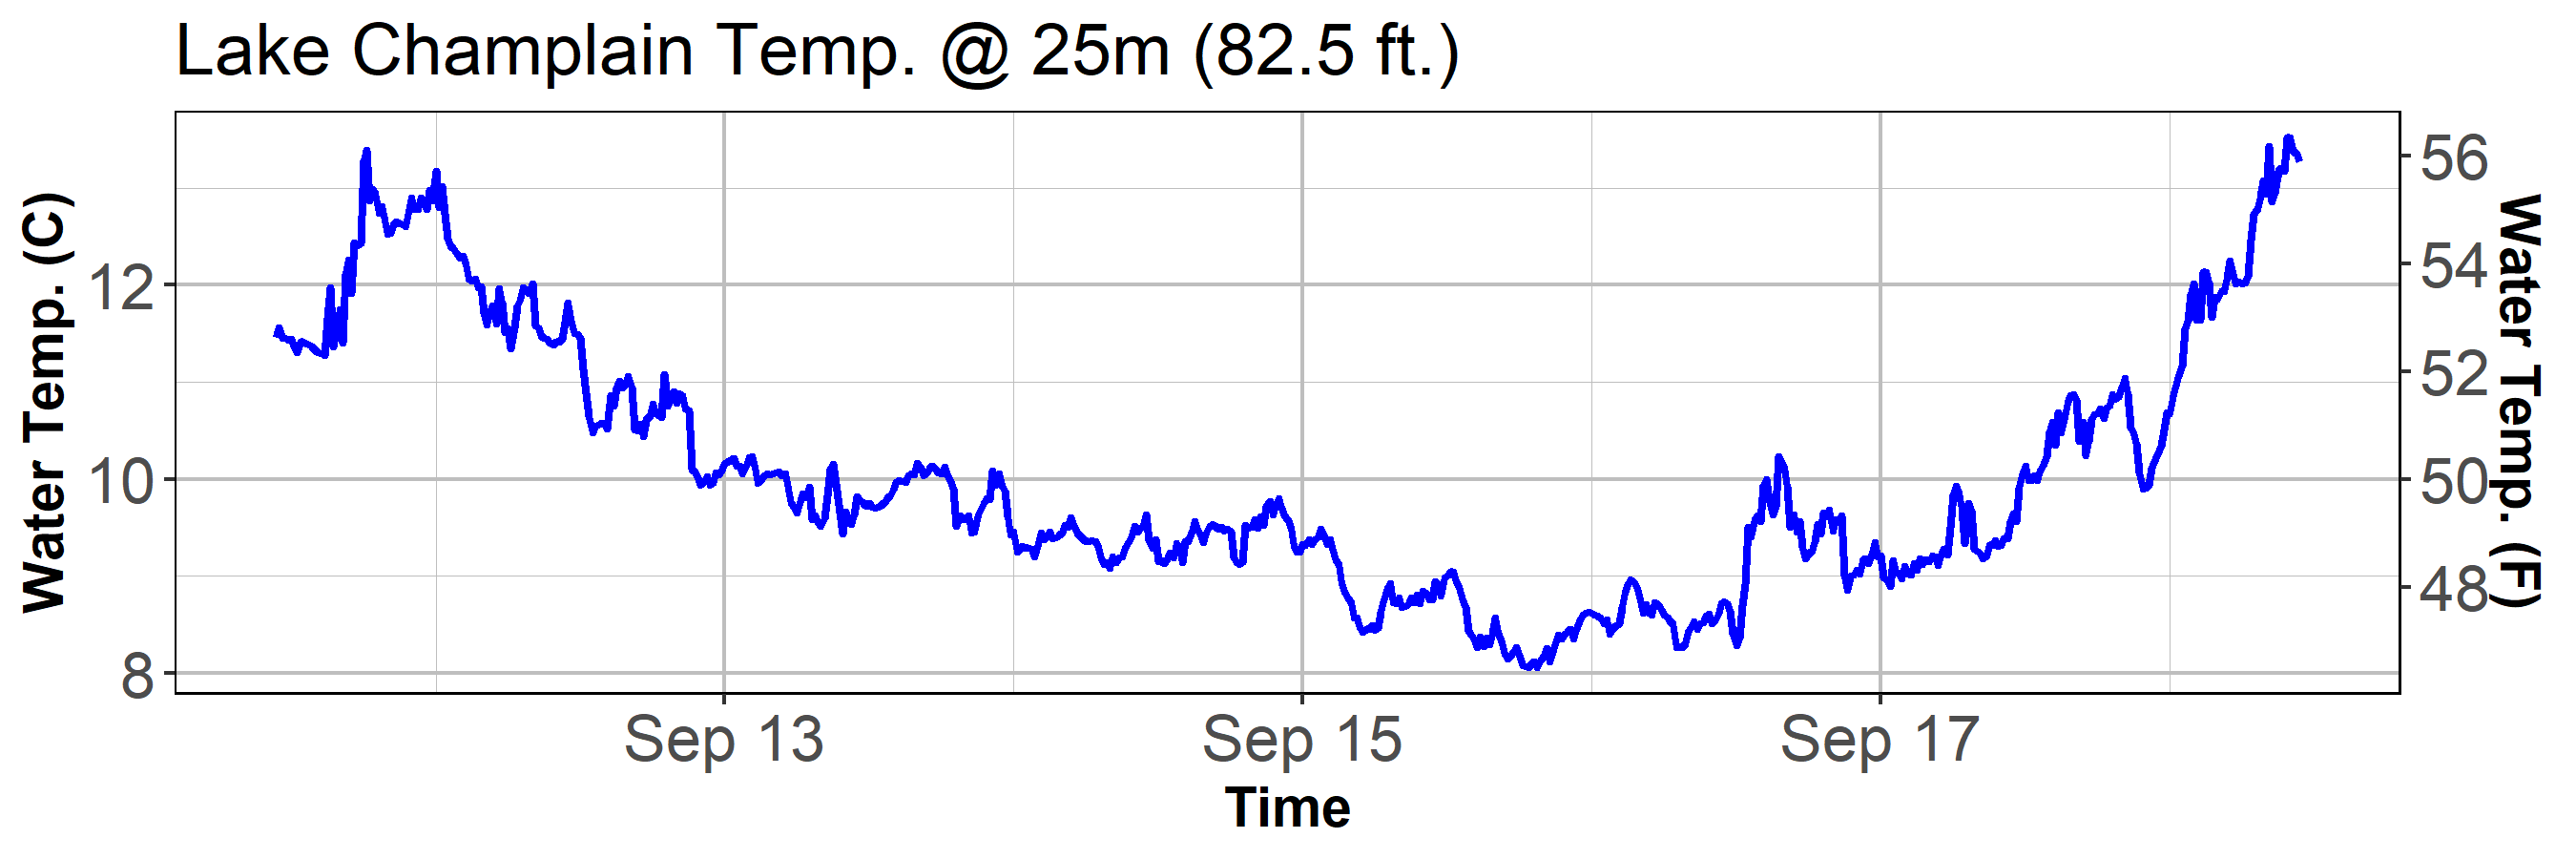 Lake Champlain Temp. @ 25m (82.5 ft.)
Water Temp. (C)
12
10
8
56
54
52
50
48
Water Temp. (F)
Sep 13
Sep 15
Sep 17
Time